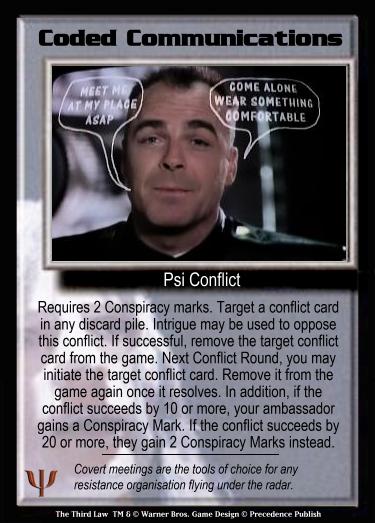 Coded Communications
MEET ME
AT MY PLACE
ASAP
COME ALONE
WEAR SOMETHING
COMFORTABLE
Psi Conflict
Requires 2 Conspiracy marks. Target a conflict card
in any discard pile. Intrigue may be used to oppose
this conflict. If successful, remove the target conflict
card from the game. Next Conflict Round, you may
initiate the target conflict card. Remove it from the
game again once it resolves. In addition, if the
conflict succeeds by 10 or more, your ambassador
gains a Conspiracy Mark. If the conflict succeeds by
20 or more, they gain 2 Conspiracy Marks instead.
Covert meetings are the tools of choice for any
resistance organisation flying under the radar.
The Third Law TM & © Warner Bros. Game Design © Precedence Publish